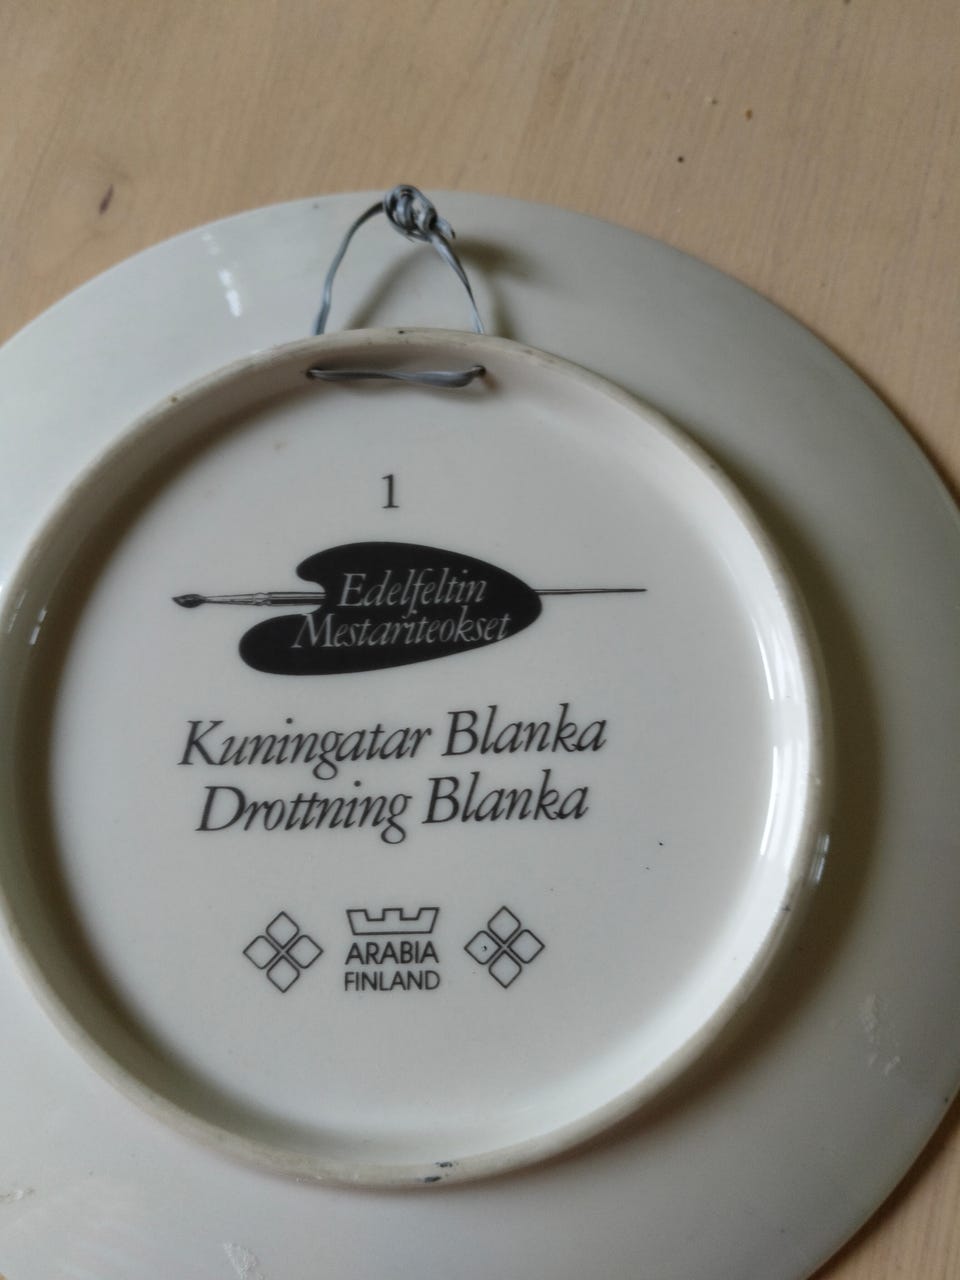 1
Edelfeltin
Mestariteokset
Kuningatar Blanka
Drottning Blanka
ARABIA
FINLAND